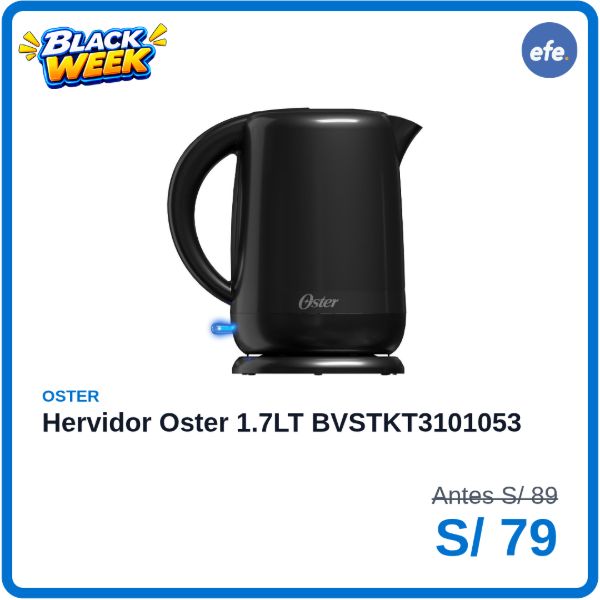 BLACK
WEEK
efe.
Oster
OSTER
Hervidor Oster 1.7LT BVSTKT3101053
Antes S/ 89
S/ 79